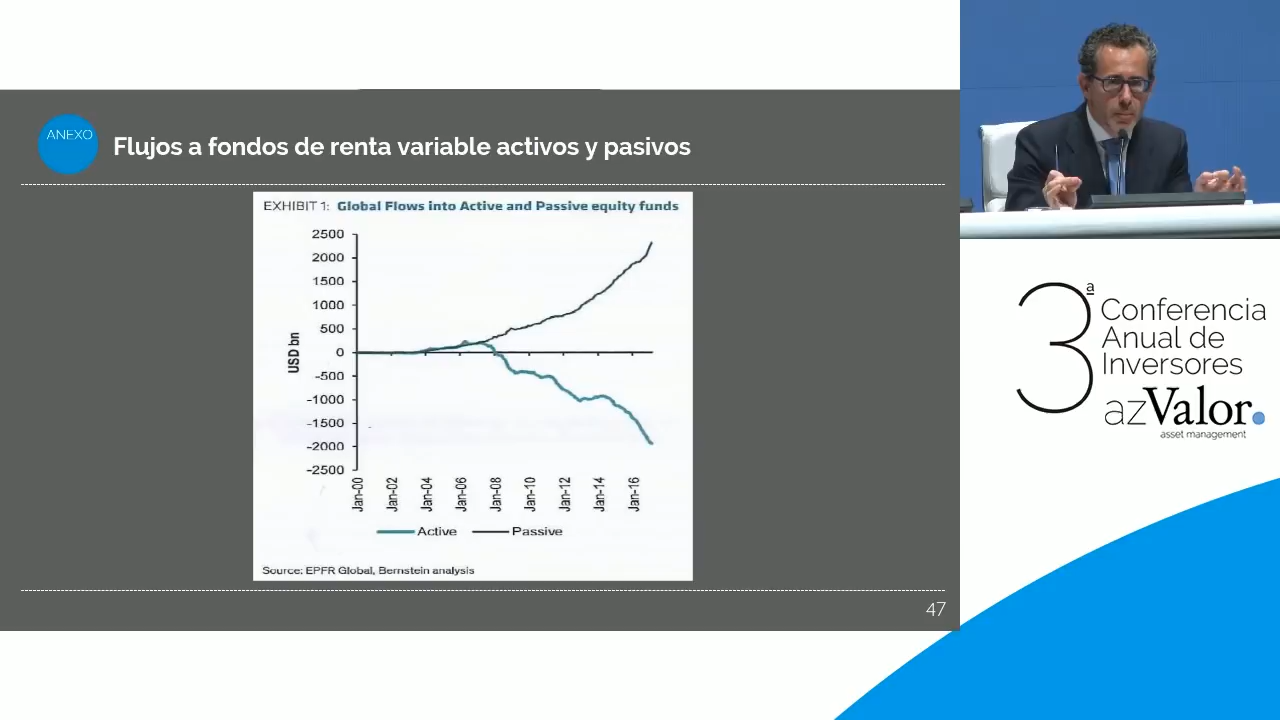 ANEXO
Flujos a fondos de renta variable activos y pasivos
EXHIBIT 1: Global Flows into Active and Passive equity funds
2500
2000
1500
1000
500
0
-500
-1000
-1500
-2000
-2500
USD bn
Jan-00
Jan-02
Jan-04
Jan-06
Jan-08
Jan-10
Jan-12
Jan-14
Jan-16
Active
Passive
Source: EPFR Global, Bernstein analysis
47
3ª
Conferencia
Anual de
Inversores
azValor.
asset management